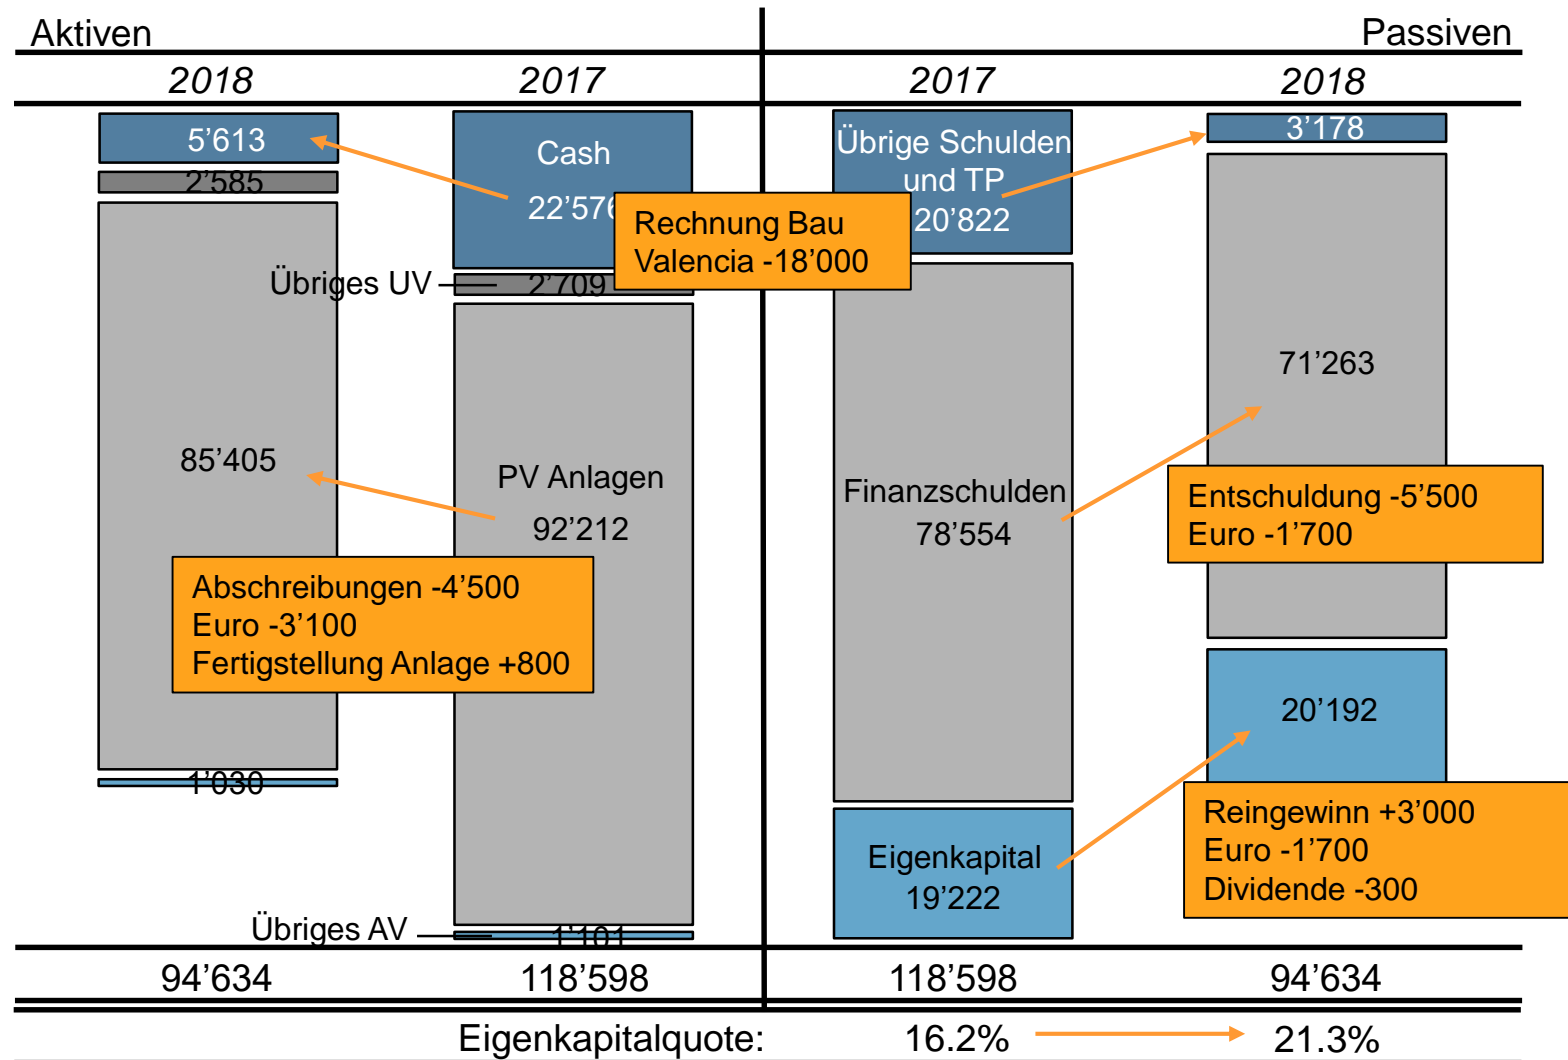 Aktiven
Passiven
2018
2017
2017
2018
5’613
2’585
85’405
1’030
Cash
22’576
Übriges UV
2’709
PV Anlagen
92’212
Übriges AV
1’101
Rechnung Bau
Valencia -18’000
Abschreibungen -4’500
Euro -3’100
Fertigstellung Anlage +800
Übrige Schulden
und TP
20’822
Finanzschulden
78’554
Eigenkapital
19’222
3’178
71’263
Entschuldung -5’500
Euro -1’700
20’192
Reingewinn +3’000
Euro -1’700
Dividende -300
94’634
118’598
118’598
94’634
Eigenkapitalquote:
16.2%
21.3%